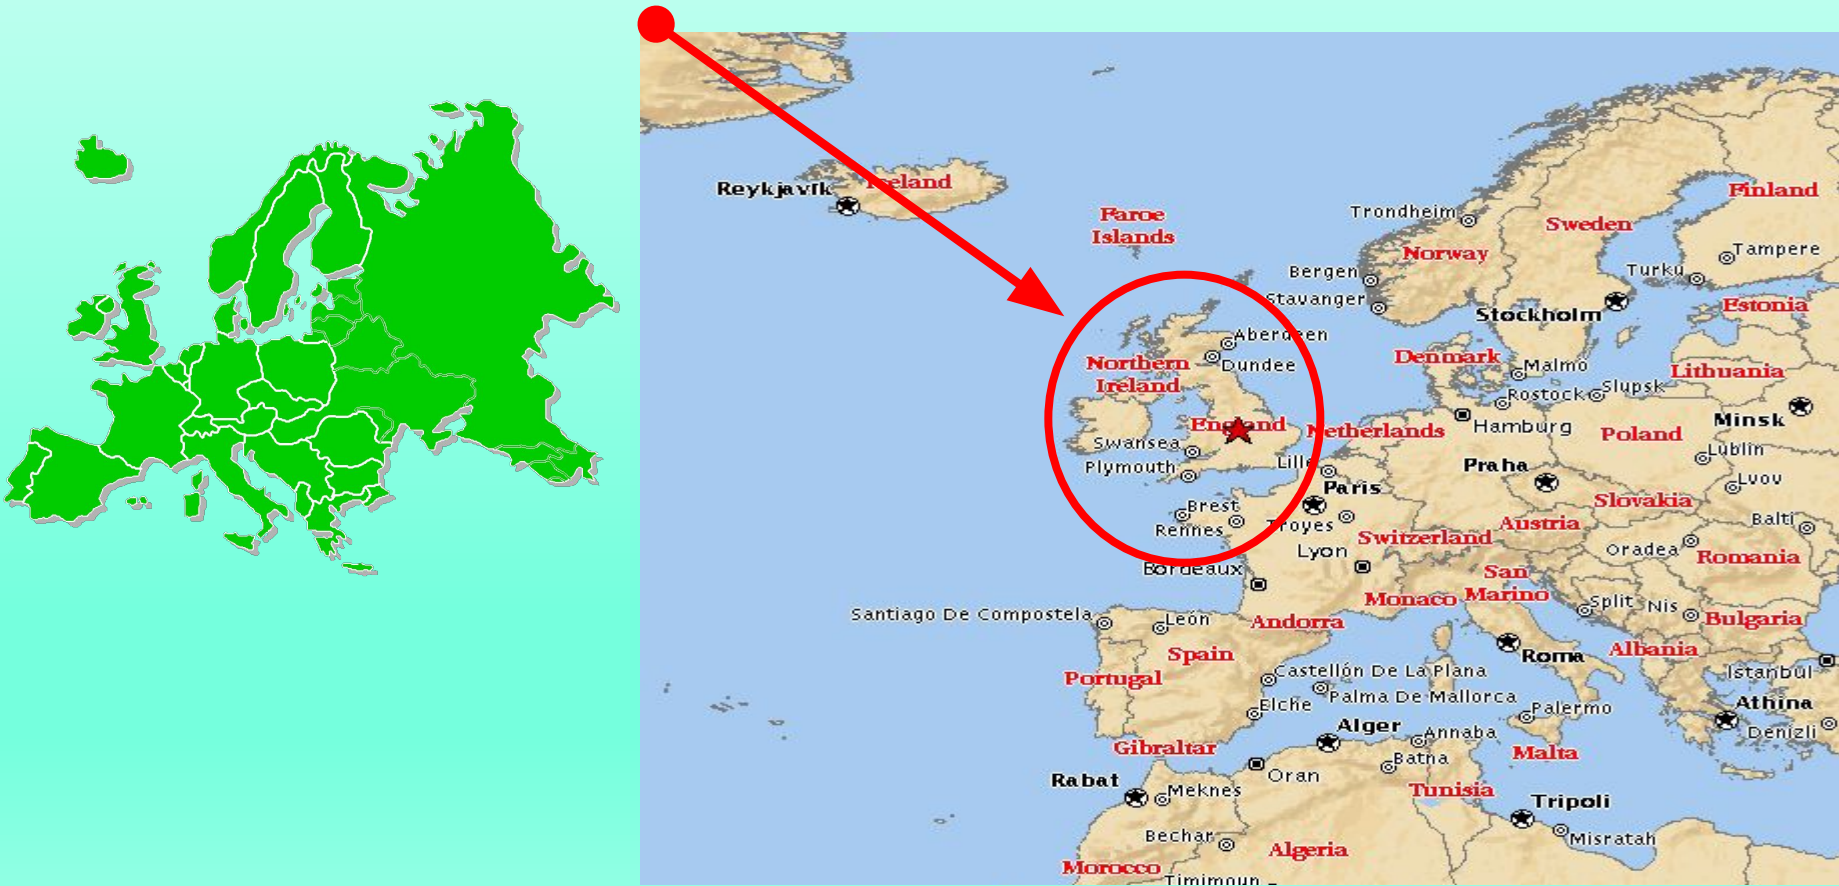 Reykjavík
Iceland
Faroe
Islands
Trondheim
Finland
Sweden
Norway
Tampere
Bergen
Turku
Stavanger
Stockholm
Estonia
Aberdeen
Northern
Ireland
Dundee
Denmark
Malmö
Lithuania
Rostock
Slupsk
Minsk
England
Netherlands
Hamburg
Poland
Swansea
Plymouth
Lille
Praha
Lublin
Paris
Lvov
Brest
Slovakia
Rennes
Troyes
Austria
Balti
Lyon
Switzerland
Oradea
Romania
Bordeaux
San
Marino
Monaco
Split
Nis
Santiago De Compostela
León
Andorra
Bulgaria
Spain
Roma
Albania
Portugal
Castellón De La Plana
Istanbul
Palma De Mallorca
Elche
Palermo
Athina
Alger
Annaba
Denizli
Gibraltar
Batna
Malta
Rabat
Oran
Meknes
Tunisia
Tripoli
Bechar
Misratah
Algeria
Morocco
Timimoun